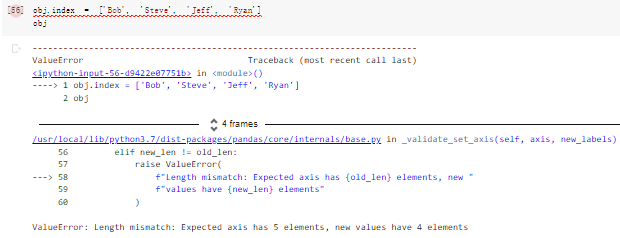 [56] obj.index = ['Bob', 'Steve', 'Jeff', 'Ryan']
obj
---------------------------------------------------------------------------
ValueError Traceback (most recent call last)
<ipython-input-56-d9422e07751b> in <module>()
----> 1 obj.index = ['Bob', 'Steve', 'Jeff', 'Ryan']
2 obj
4 frames
/usr/local/lib/python3.7/dist-packages/pandas/core/internals/base.py in _validate_set_axis(self, axis, new_labels)
56 elif new_len != old_len:
57 raise ValueError(
---> 58 f"Length mismatch: Expected axis has {old_len} elements, new "
59 f"values have {new_len} elements"
60 )
ValueError: Length mismatch: Expected axis has 5 elements, new values have 4 elements